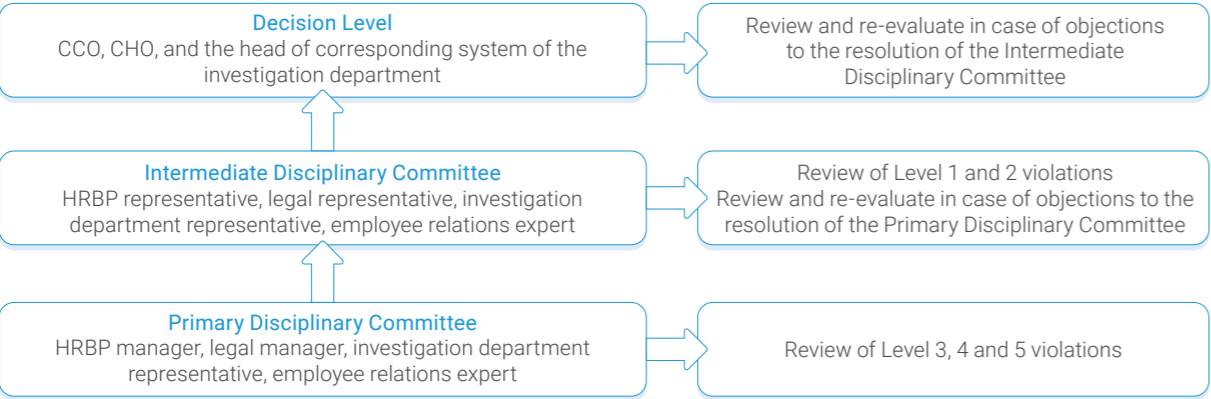 Decision Level
CCO, CHO, and the head of corresponding system of the
investigation department
Review and re-evaluate in case of objections
to the resolution of the Intermediate
Disciplinary Committee
Intermediate Disciplinary Committee
HRBP representative, legal representative, investigation
department representative, employee relations expert
Review of Level 1 and 2 violations
Review and re-evaluate in case of objections to the
resolution of the Primary Disciplinary Committee
Primary Disciplinary Committee
HRBP manager, legal manager, investigation department
representative, employee relations expert
Review of Level 3, 4 and 5 violations